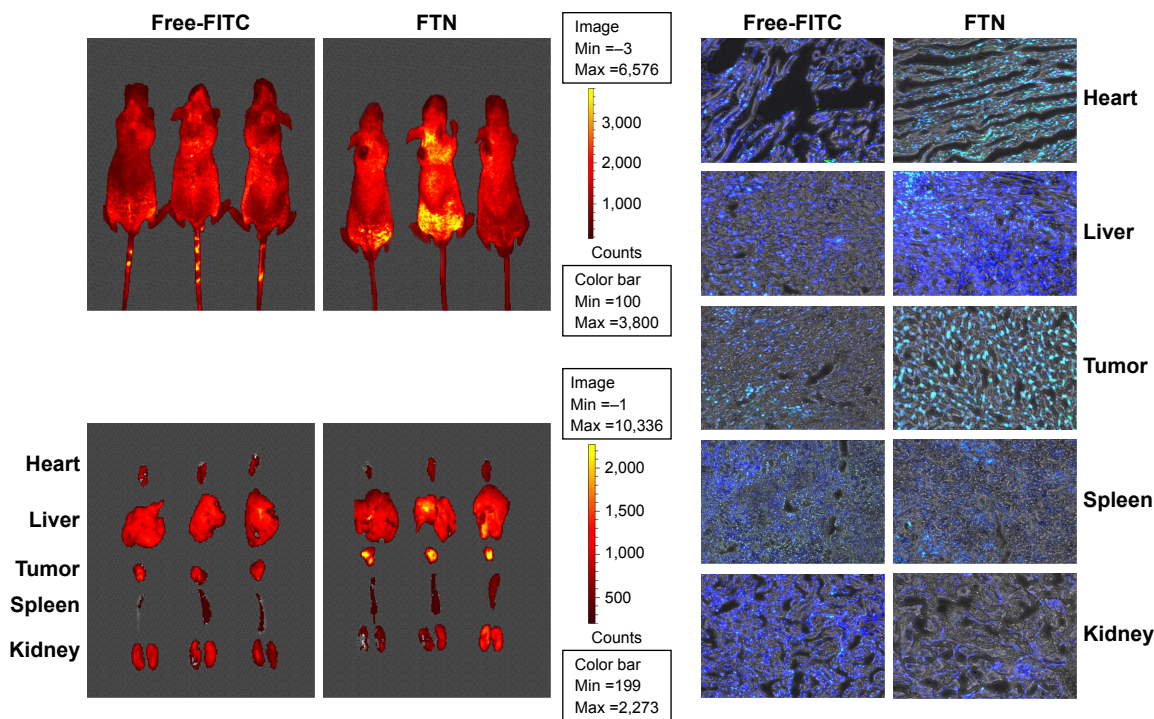 Free-FITC
FTN
Image
Min =–3
Max =6,576
3,000
2,000
1,000
Counts
Color bar
Min =100
Max =3,800
Heart
Liver
Tumor
Spleen
Kidney
Image
Min =–1
Max =10,336
2,000
1,500
1,000
500
Counts
Color bar
Min =199
Max =2,273
Free-FITC
FTN
Heart
Liver
Tumor
Spleen
Kidney